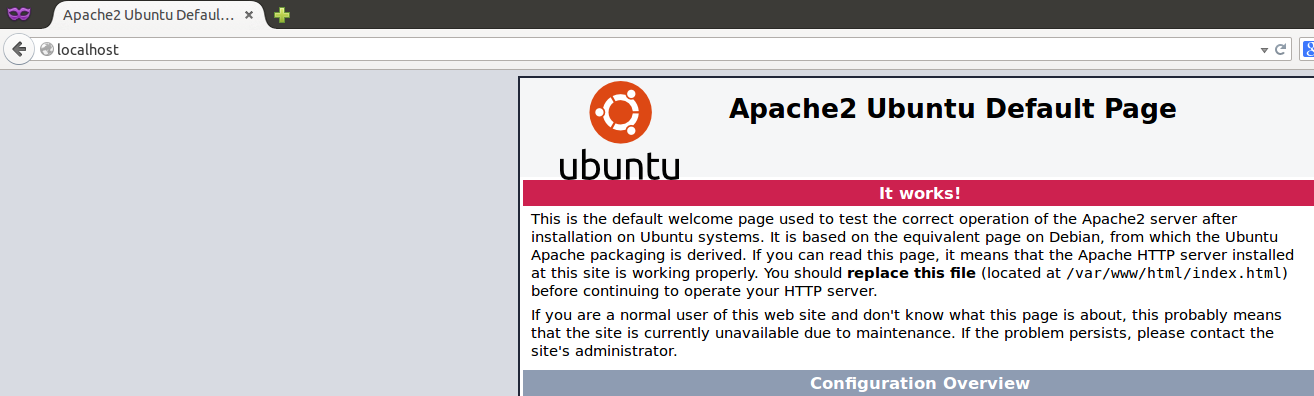 Apache2 Ubuntu Defaul...
localhost
ubuntu
Apache2 Ubuntu Default Page
It works!
This is the default welcome page used to test the correct operation of the Apache2 server after
installation on Ubuntu systems. It is based on the equivalent page on Debian, from which the Ubuntu
Apache packaging is derived. If you can read this page, it means that the Apache HTTP server installed
at this site is working properly. You should replace this file (located at /var/www/html/index.html)
before continuing to operate your HTTP server.
If you are a normal user of this web site and don't know what this page is about, this probably means
that the site is currently unavailable due to maintenance. If the problem persists, please contact the
site's administrator.
Configuration Overview